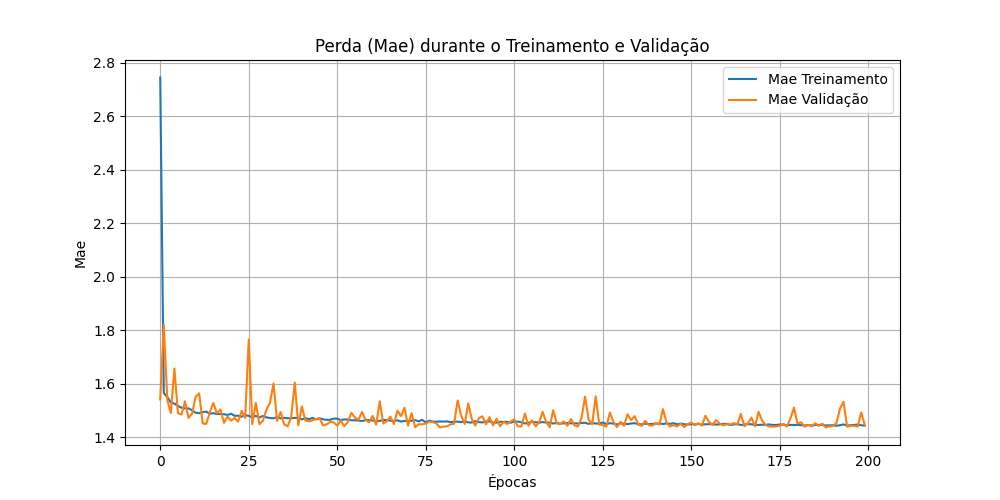 Perda (Mae) durante o Treinamento e Validação
Mae Treinamento
Mae Validação
2.8
2.6
2.4
2.2
2.0
1.8
1.6
1.4
Mae
0 25 50 75 100 125 150 175 200
Épocas